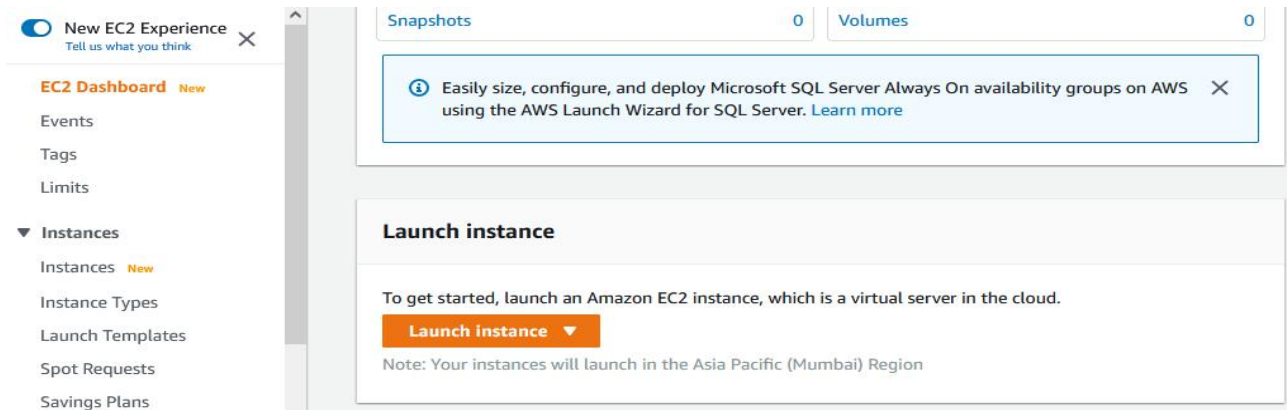 New EC2 Experience
Tell us what you think
EC2 Dashboard New
Events
Tags
Limits
Instances
Instances New
Instance Types
Launch Templates
Spot Requests
Savings Plans
Snapshots 0
Volumes 0
Easily size, configure, and deploy Microsoft SQL Server Always On availability groups on AWS
using the AWS Launch Wizard for SQL Server. Learn more
Launch instance
To get started, launch an Amazon EC2 instance, which is a virtual server in the cloud.
Launch instance
Note: Your instances will launch in the Asia Pacific (Mumbai) Region